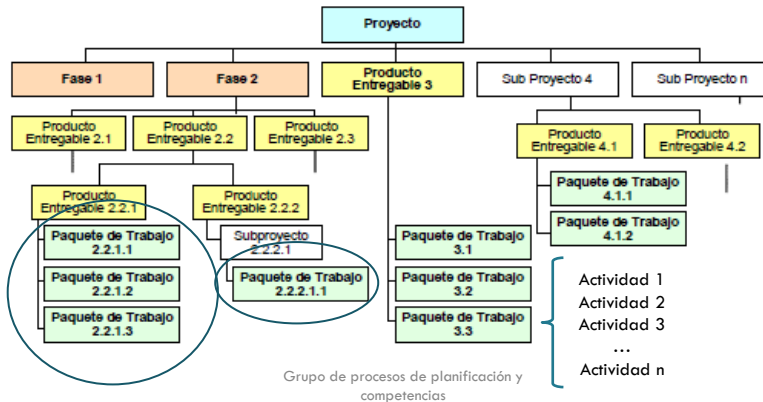 Proyecto
Fase 1
Fase 2
Producto
Entregable 3
Sub Proyecto 4
Sub Proyecto n
Producto
Entregable 2.1
Producto
Entregable 2.2
Producto
Entregable 2.3
Producto
Entregable 4.1
Producto
Entregable 4.2
Producto
Entregable 2.2.1
Producto
Entregable 2.2.2
Paquete de Trabajo
4.1.1
Paquete de Trabajo
4.1.2
Paquete de Trabajo
2.2.1.1
Subproyecto
2.2.2.1
Paquete de Trabajo
3.1
Paquete de Trabajo
2.2.1.2
Paquete de Trabajo
2.2.2.1.1
Paquete de Trabajo
3.2
Paquete de Trabajo
2.2.1.3
Paquete de Trabajo
3.3
Actividad 1
Actividad 2
Actividad 3
...
Actividad n
Grupo de procesos de planificación y
competencias